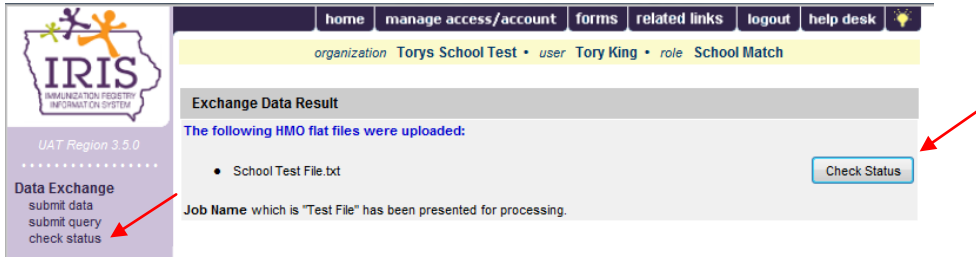 home manage access/account forms related links logout help desk
organization Torys School Test • user Tory King • role School Match
IRIS
IMMUNIZATION REGISTRY
INFORMATION SYSTEM
UAT Region 3.5.0
Data Exchange
submit data
submit query
check status
Exchange Data Result
The following HMO flat files were uploaded:
• School Test File.txt
Check Status
Job Name which is "Test File" has been presented for processing.